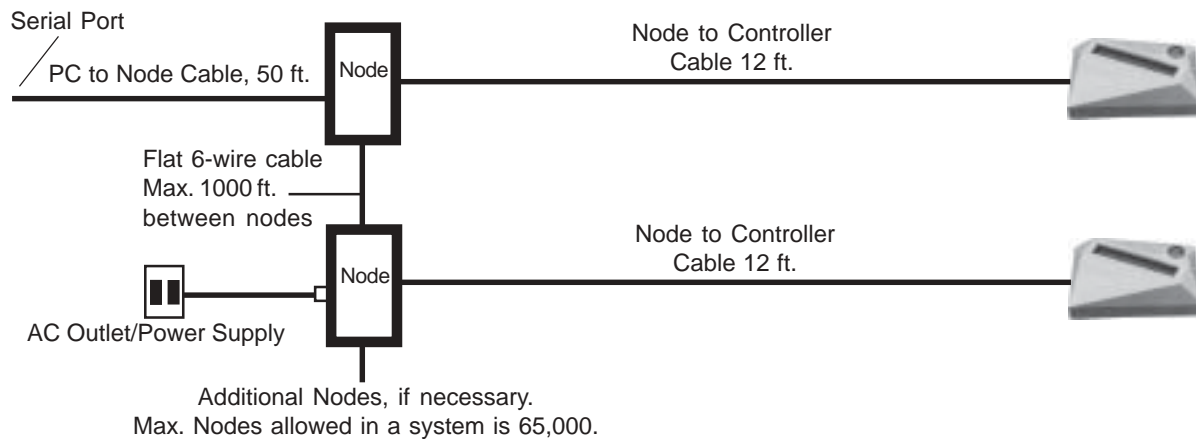 Serial Port
PC to Node Cable, 50 ft.
Node
Node to Controller
Cable 12 ft.
Flat 6-wire cable
Max. 1000 ft.
between nodes
Node
Node to Controller
Cable 12 ft.
AC Outlet/Power Supply
Additional Nodes, if necessary.
Max. Nodes allowed in a system is 65,000.